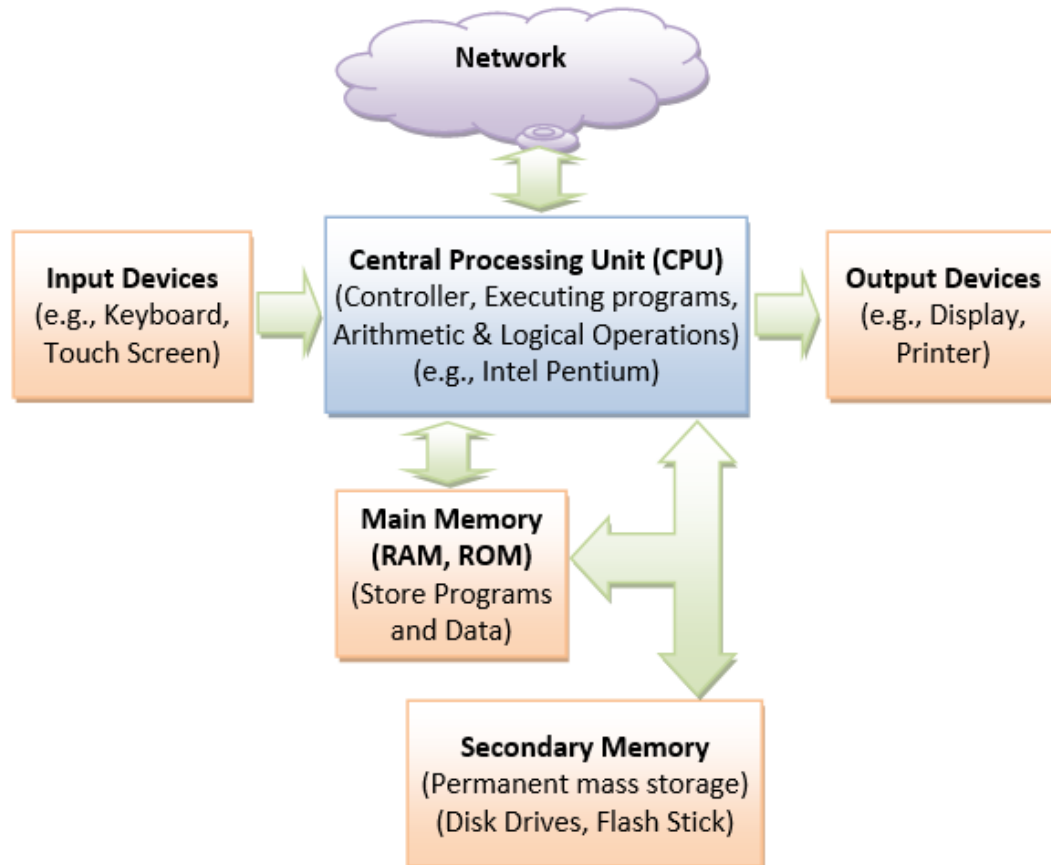 Network
Input Devices
(e.g., Keyboard,
Touch Screen)
Central Processing Unit (CPU)
(Controller, Executing programs,
Arithmetic & Logical Operations)
(e.g., Intel Pentium)
Output Devices
(e.g., Display,
Printer)
Main Memory
(RAM, ROM)
(Store Programs
and Data)
Secondary Memory
(Permanent mass storage)
(Disk Drives, Flash Stick)